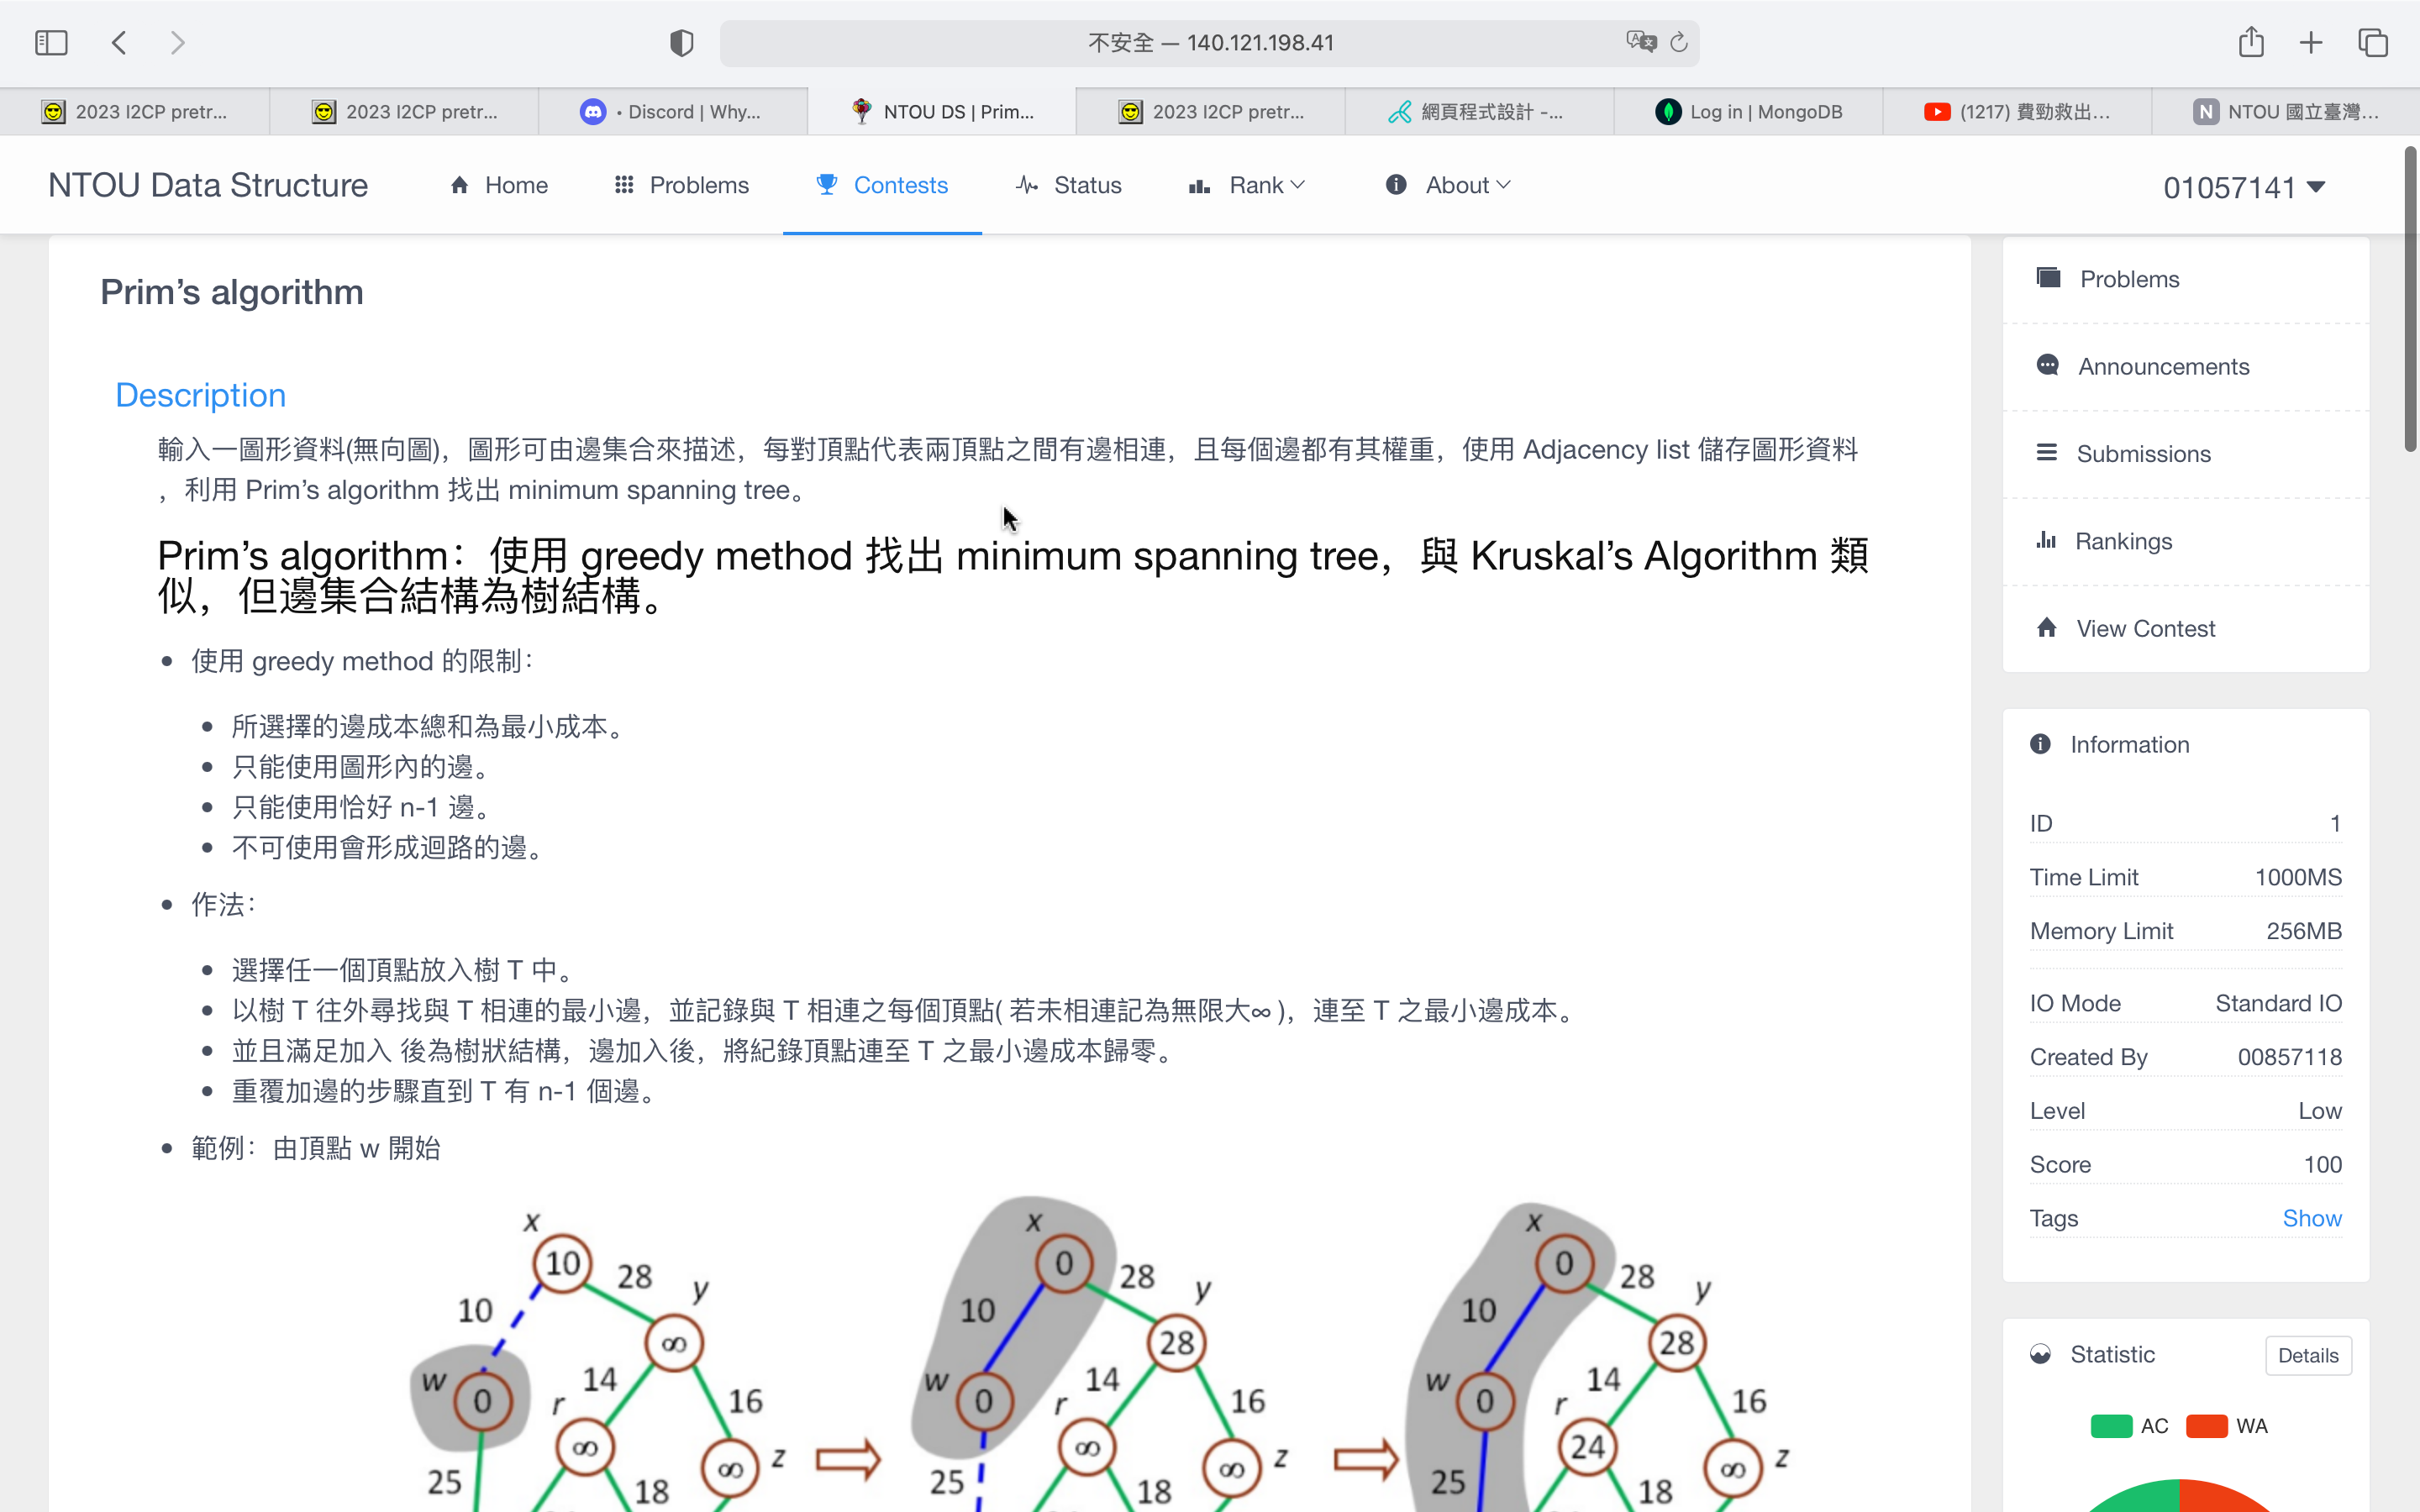 不安全 — 140.121.198.41
2023 I2CP pretr...
2023 I2CP pretr...
• Discord | Why...
NTOU DS | Prim...
2023 I2CP pretr...
網頁程式設計 -...
Log in | MongoDB
(1217) 費勁救出...
N NTOU 國立臺灣...
NTOU Data Structure
Home
Problems
Contests
Status
Rank
About
01057141
Prim’s algorithm
Description
輸入一圖形資料(無向圖)，圖形可由邊集合來描述，每對頂點代表兩頂點之間有邊相連，且每個邊都有其權重，使用 Adjacency list 儲存圖形資料
，利用 Prim’s algorithm 找出 minimum spanning tree。
Prim’s algorithm：使用 greedy method 找出 minimum spanning tree，與 Kruskal’s Algorithm 類
似，但邊集合結構為樹結構。
• 使用 greedy method 的限制：
• 所選擇的邊成本總和為最小成本。
• 只能使用圖形內的邊。
• 只能使用恰好 n-1 邊。
• 不可使用會形成迴路的邊。
• 作法：
• 選擇任一個頂點放入樹 T 中。
• 以樹 T 往外尋找與 T 相連的最小邊，並記錄與 T 相連之每個頂點( 若未相連記為無限大∞ )，連至 T 之最小邊成本。
• 並且滿足加入 後為樹狀結構，邊加入後，將紀錄頂點連至 T 之最小邊成本歸零。
• 重覆加邊的步驟直到 T 有 n-1 個邊。
• 範例：由頂點 w 開始
x
10
28
y
10
∞
w
0
14
r
16
∞
∞
z
25
18
x
0
28
y
10
28
w
0
14
r
16
∞
∞
z
25
18
x
0
28
y
10
28
w
0
14
r
16
24
∞
z
25
18
Problems
Announcements
Submissions
Rankings
View Contest
Information
ID 1
Time Limit 1000MS
Memory Limit 256MB
IO Mode Standard IO
Created By 00857118
Level Low
Score 100
Tags Show
Statistic Details
AC WA